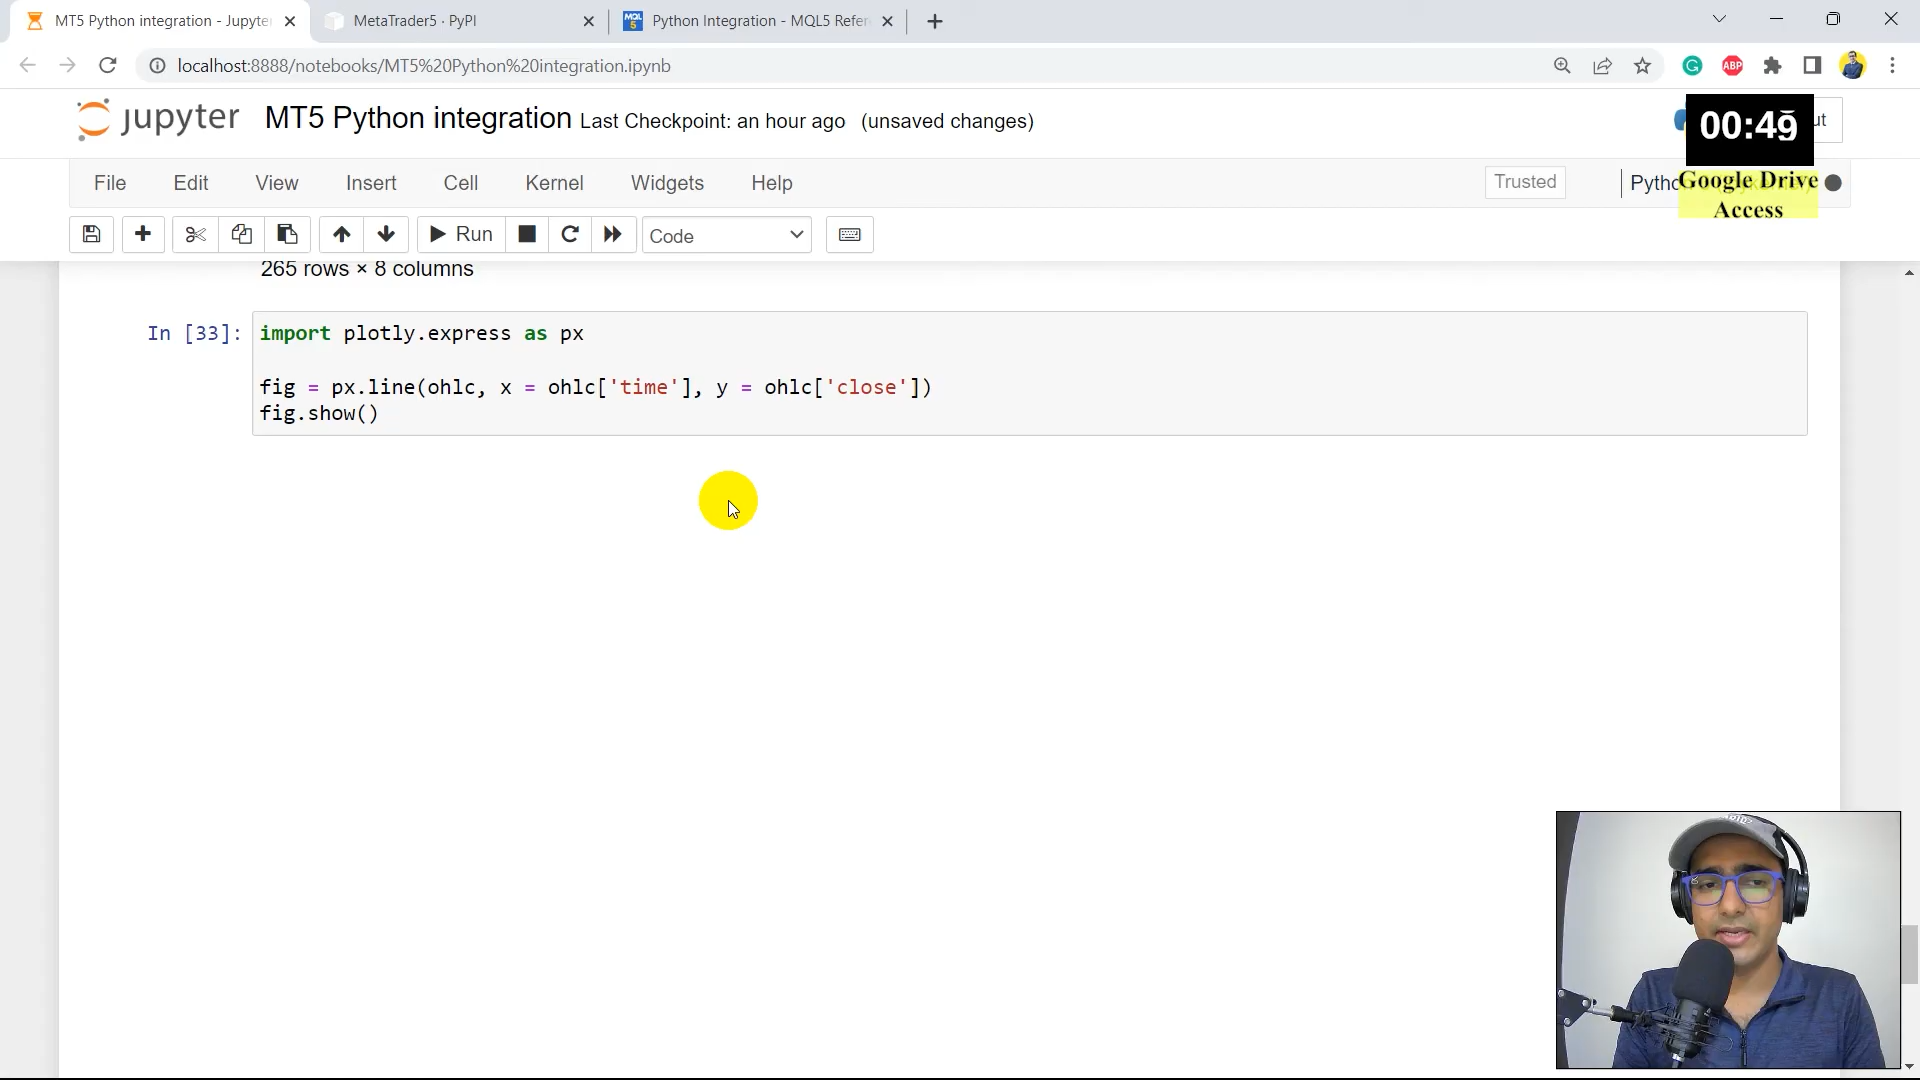 MT5 Python integration - Jupyte
MetaTrader5 · PyPI
Python Integration - MQL5 Refer
localhost:8888/notebooks/MT5%20Python%20integration.ipynb
jupyter MT5 Python integration Last Checkpoint: an hour ago (unsaved changes)
00:49
ut
File Edit View Insert Cell Kernel Widgets Help
Trusted
Pytho
Google Drive
Access
Run
Code
265 rows × 8 columns
In [33]: import plotly.express as px
fig = px.line(ohlc, x = ohlc['time'], y = ohlc['close'])
fig.show()